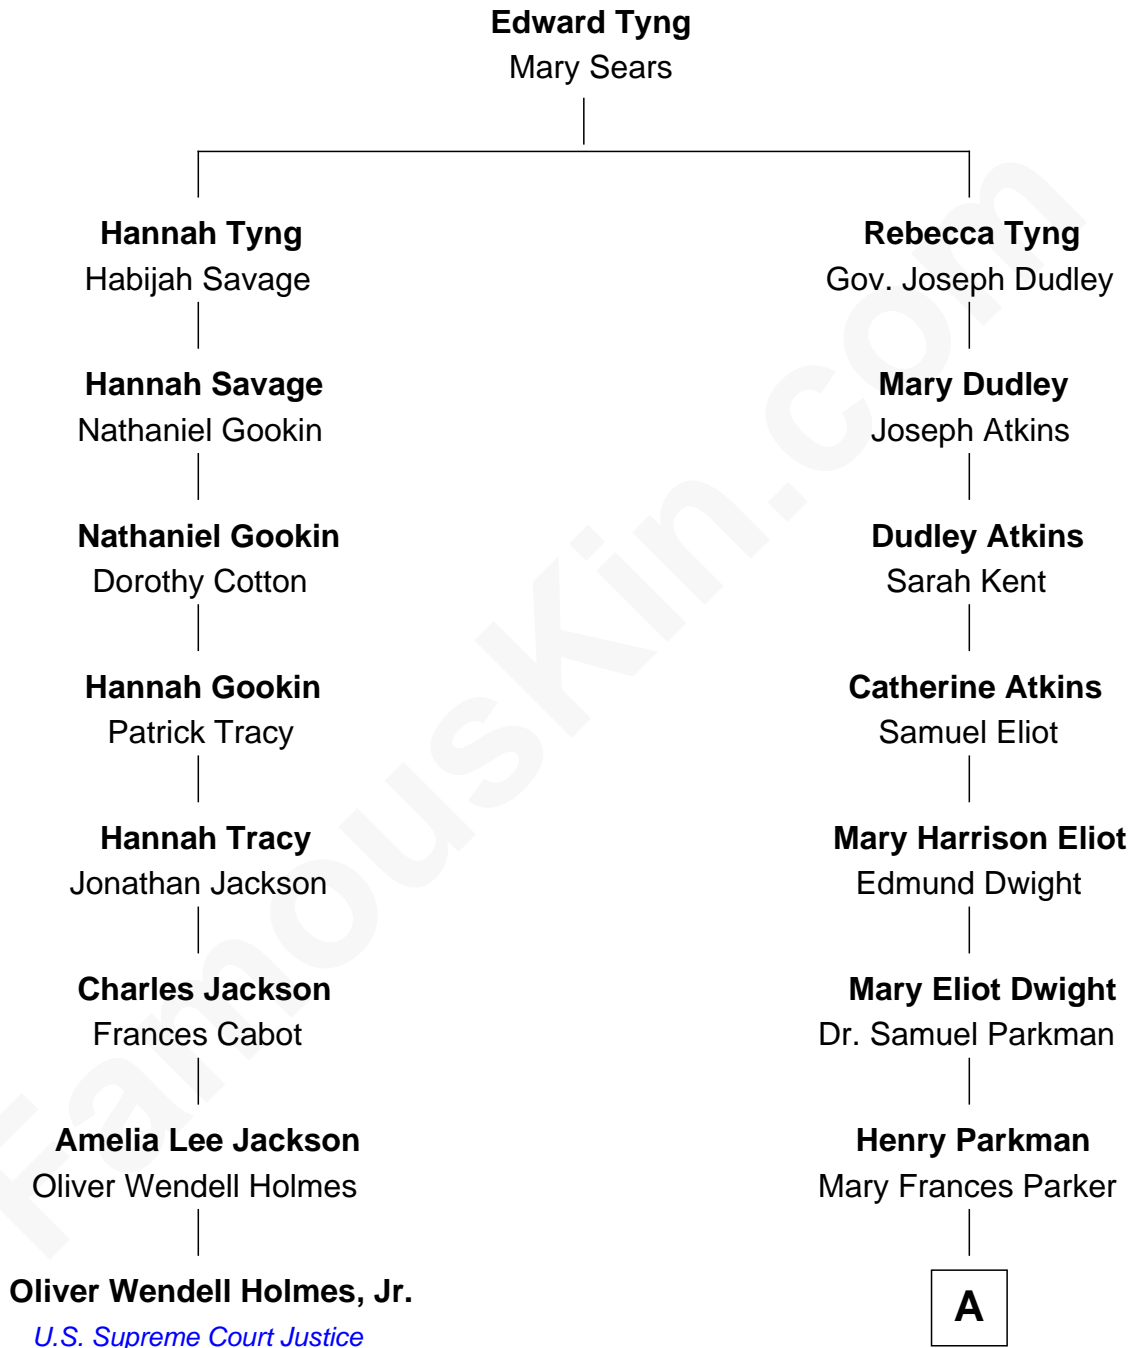 Edward Tyng
Mary Sears
Hannah Tyng
Habijah Savage
Rebecca Tyng
Gov. Joseph Dudley
Hannah Savage
Nathaniel Gookin
Mary Dudley
Joseph Atkins
Nathaniel Gookin
Dorothy Cotton
Dudley Atkins
Sarah Kent
Hannah Gookin
Patrick Tracy
Catherine Atkins
Samuel Eliot
Hannah Tracy
Jonathan Jackson
Mary Harrison Eliot
Edmund Dwight
Charles Jackson
Frances Cabot
Mary Eliot Dwight
Dr. Samuel Parkman
Amelia Lee Jackson
Oliver Wendell Holmes
Henry Parkman
Mary Frances Parker
Oliver Wendell Holmes, Jr.
U.S. Supreme Court Justice
A
FamousKin.com